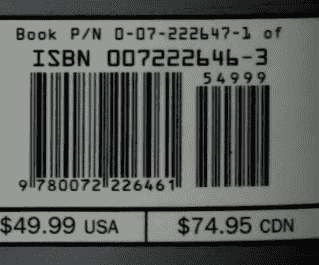 Book P/N 0-07-222647-1 of
ISBN 007222646-3
54999
9 780072 226461
$49.99 USA
$74.95 CDN